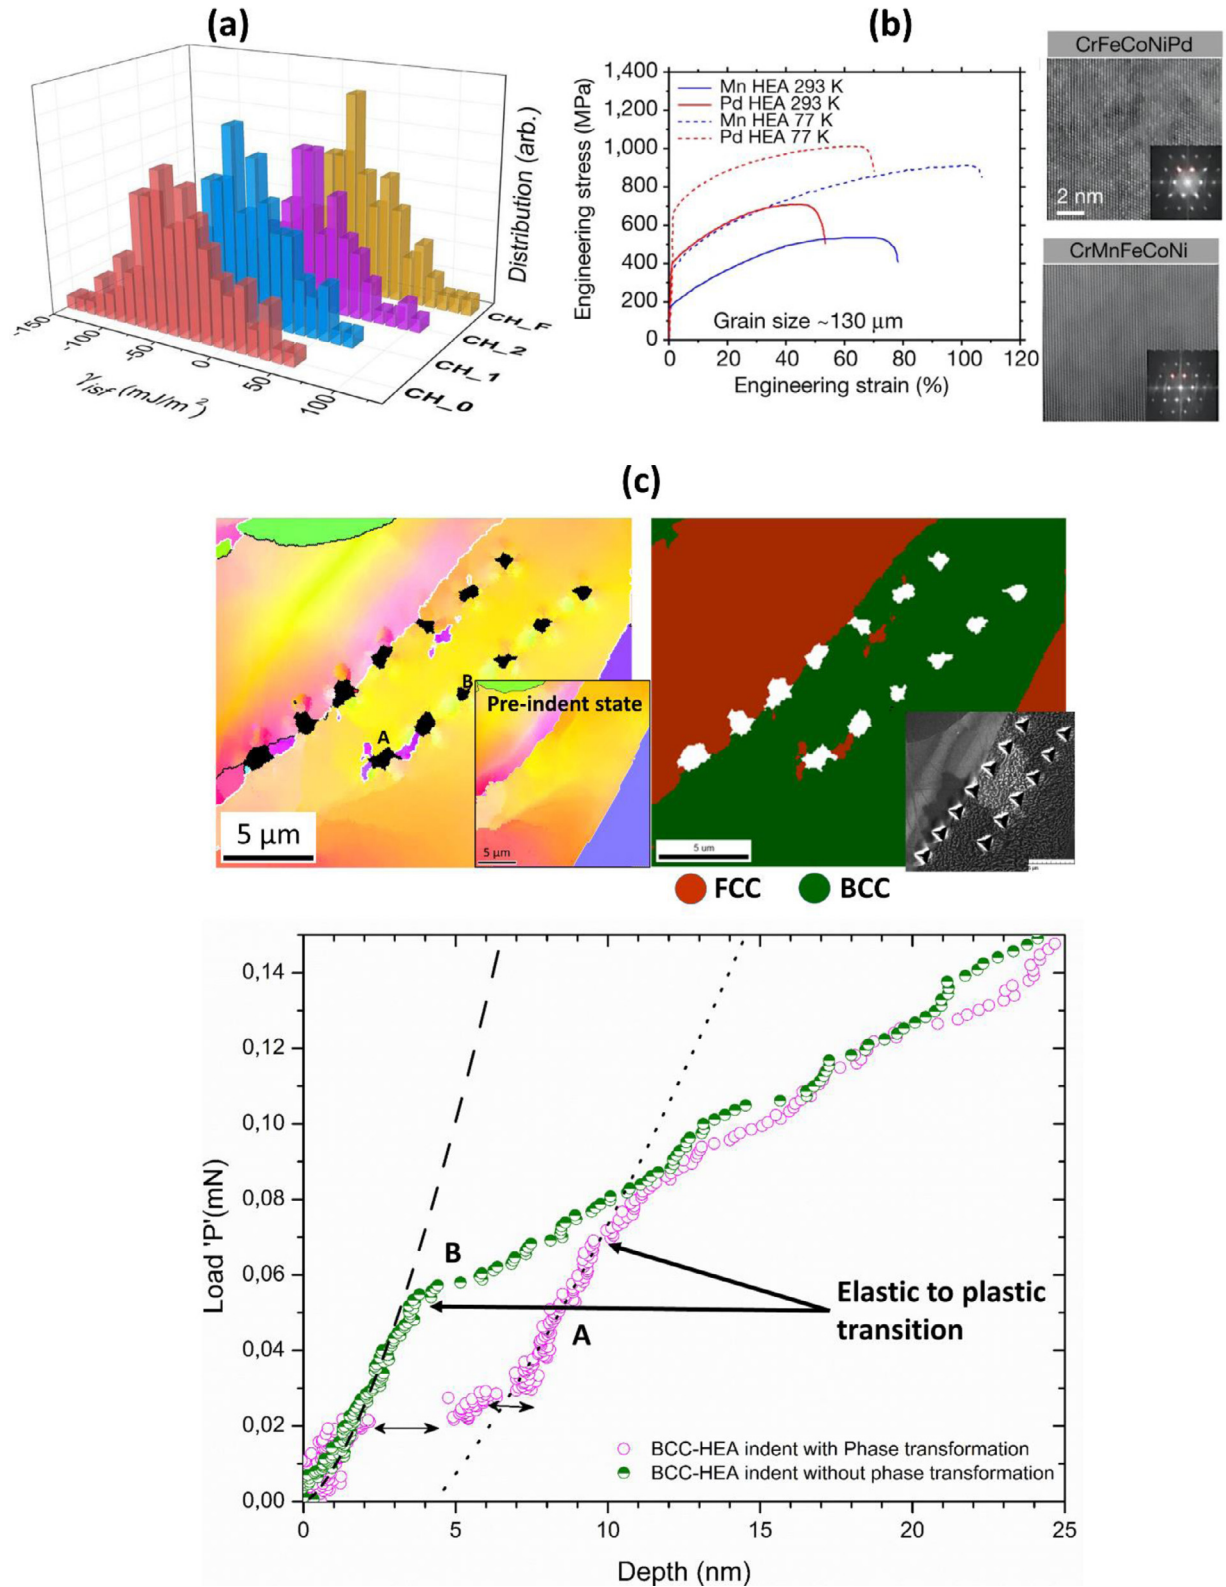 (a)
Distribution (arb.)
CH_F
CH_2
CH_1
CH_0
-150
-100
-50
0
50
100
γisf (mJ/m²)
(b)
1,400
1,200
1,000
800
600
400
200
0
Engineering stress (MPa)
Mn HEA 293 K
Pd HEA 293 K
Mn HEA 77 K
Pd HEA 77 K
Grain size ~130 μm
0 20 40 60 80 100 120
Engineering strain (%)
CrFeCoNiPd
2 nm
CrMnFeCoNi
(c)
B
A
Pre-indent state
5 μm
5 μm
5 um
FCC
BCC
0,14
0,12
0,10
0,08
0,06
0,04
0,02
0,00
Load 'P'(mN)
B
A
Elastic to plastic
transition
BCC-HEA indent with Phase transformation
BCC-HEA indent without phase transformation
0 5 10 15 20 25
Depth (nm)